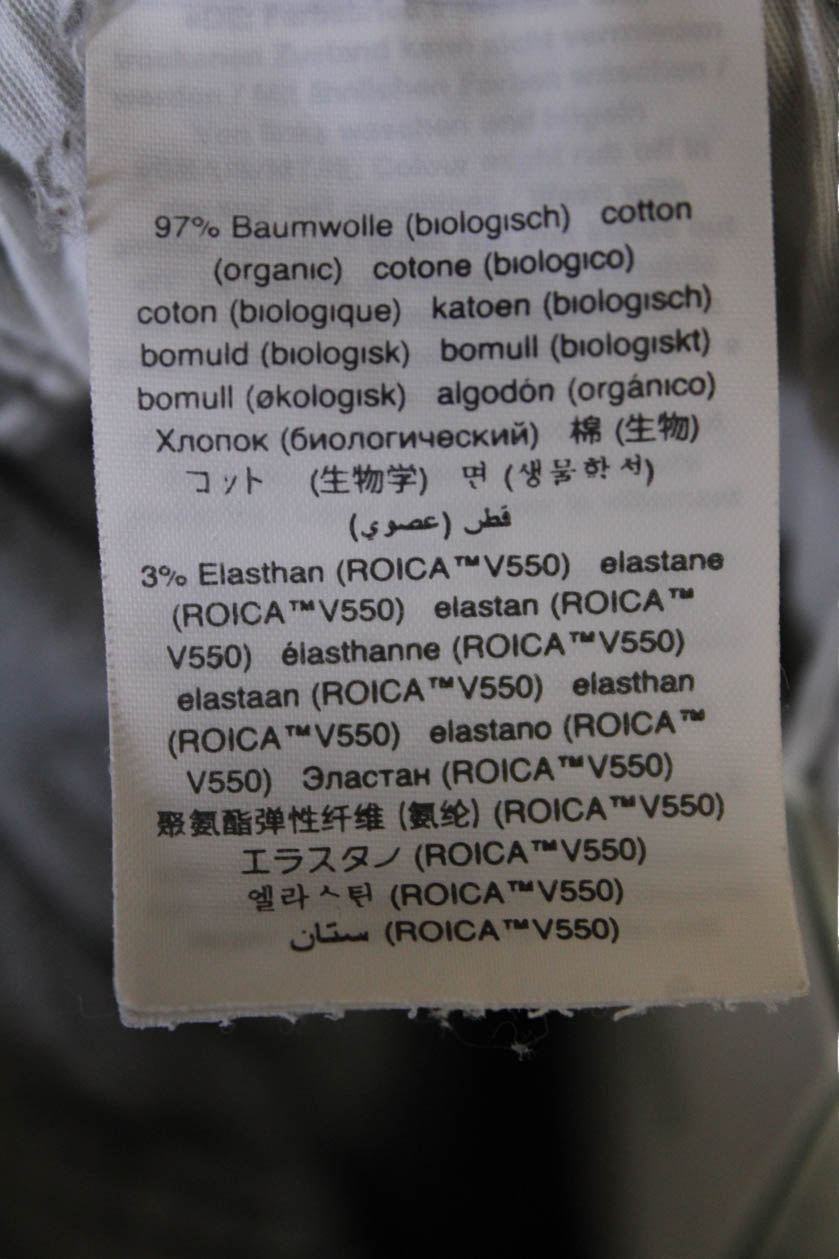 97% Baumwolle (biologisch) cotton
(organic) cotone (biologico)
coton (biologique) katoen (biologisch)
bomuld (biologisk) bomull (biologiskt)
bomull (økologisk) algodón (orgánico)
Хлопок (биологический) 棉 (生物)
コット (生物学) 면 (생물학서)
قطن (عضوي)
3% Elasthan (ROICA™V550) elastane
(ROICA™V550) elastan (ROICA™
V550) élasthanne (ROICA™V550)
elastaan (ROICA™V550) elasthan
(ROICA™V550) elastano (ROICA™
V550) Эластан (ROICA™V550)
聚氨酯弹性纤维 (氨纶) (ROICA™V550)
エラスタノ (ROICA™V550)
엘라스틴 (ROICA™V550)
ستان (ROICA™V550)